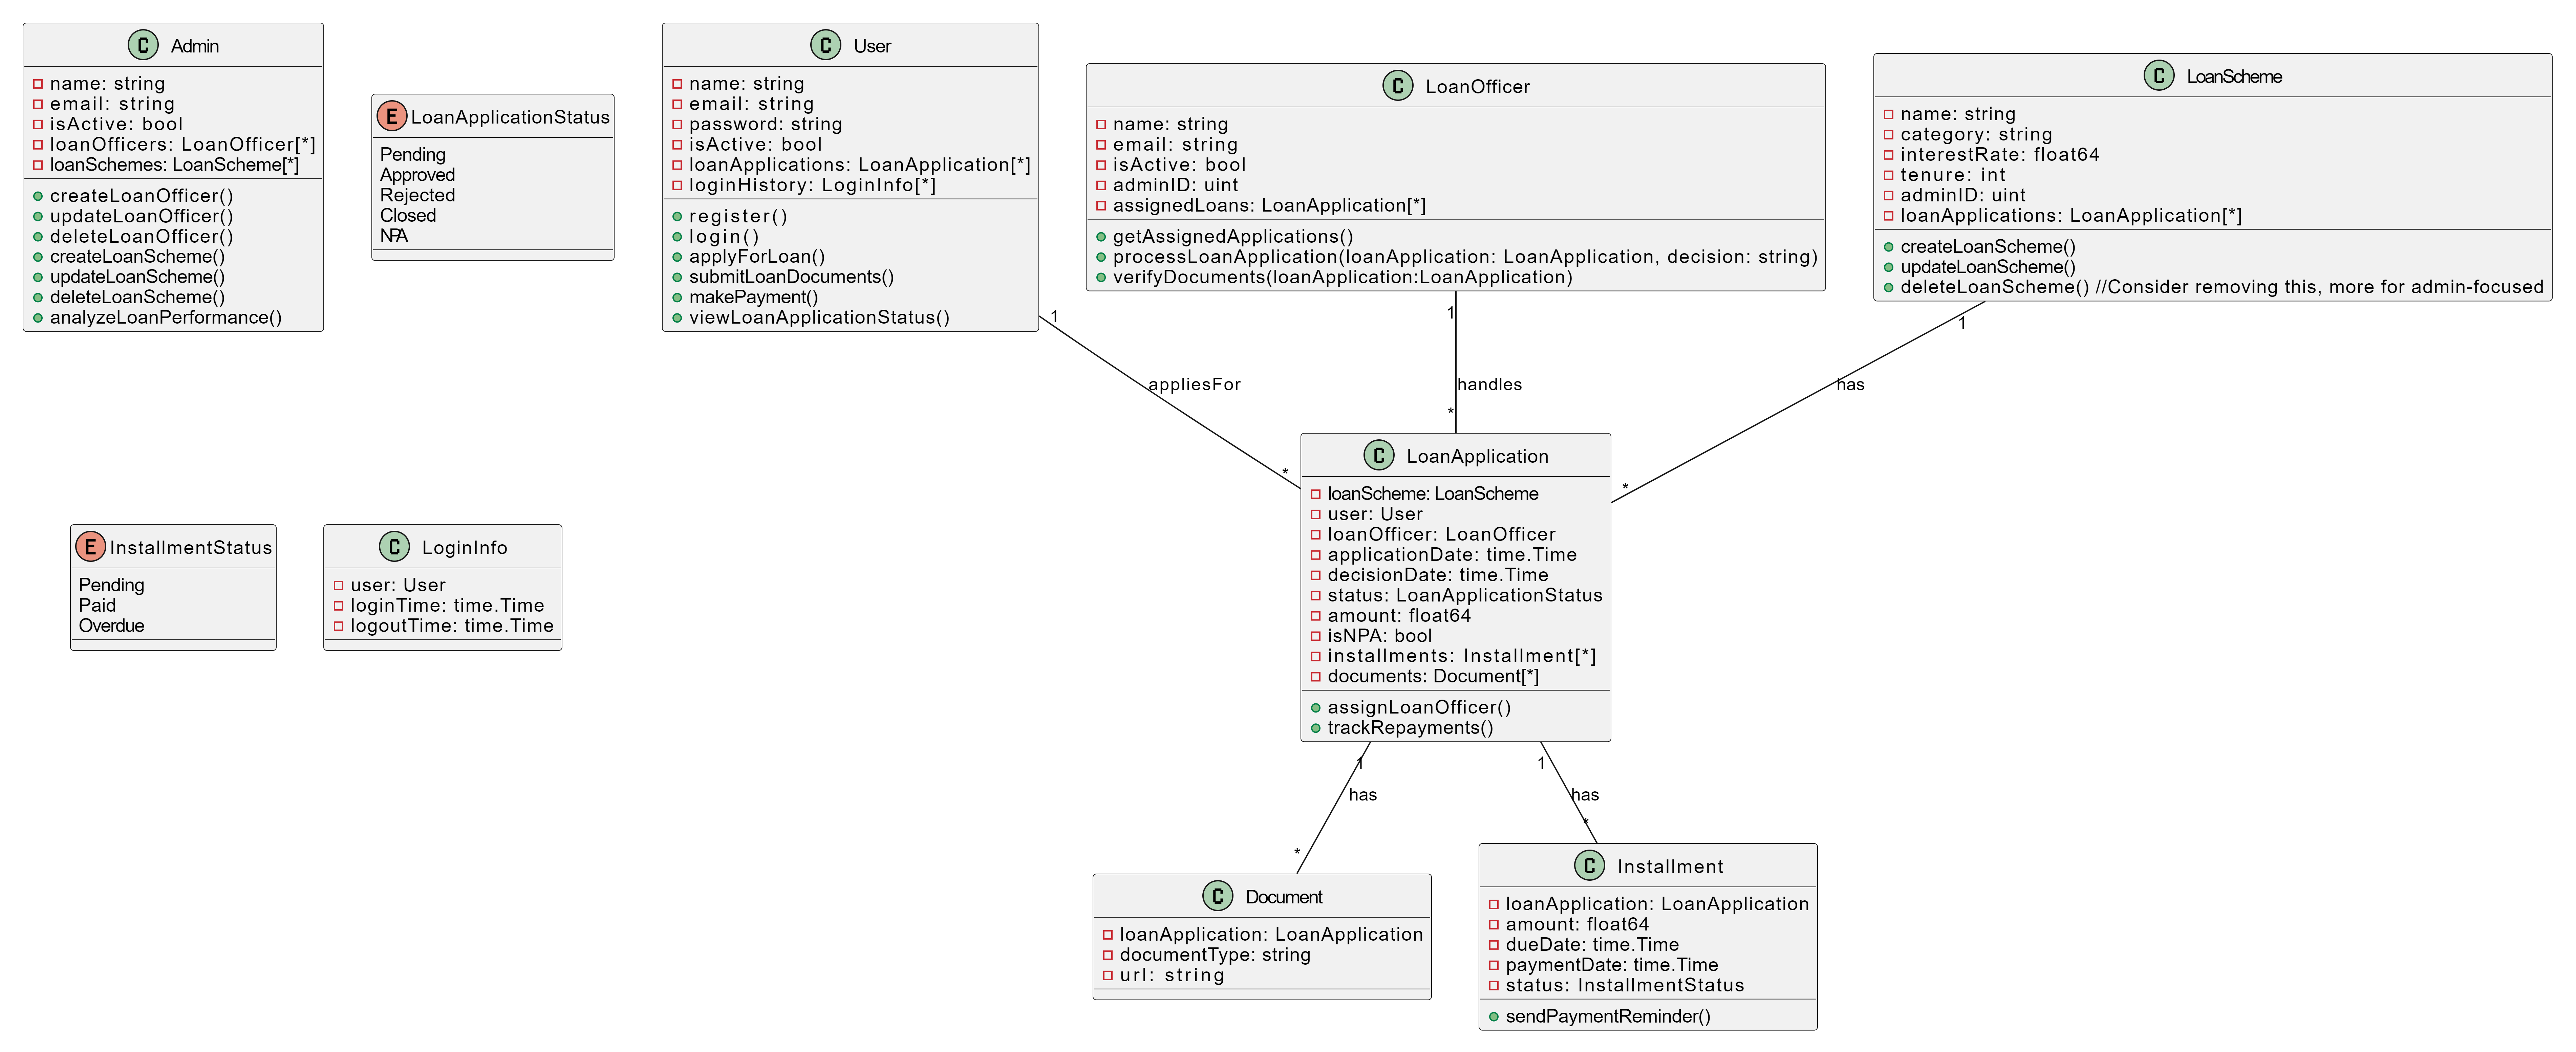 C Admin
name: string
email: string
isActive: bool
loanOfficers: LoanOfficer[*]
loanSchemes: LoanScheme[*]
createLoanOfficer()
updateLoanOfficer()
deleteLoanOfficer()
createLoanScheme()
updateLoanScheme()
deleteLoanScheme()
analyzeLoanPerformance()
E LoanApplicationStatus
Pending
Approved
Rejected
Closed
NPA
C User
name: string
email: string
password: string
isActive: bool
loanApplications: LoanApplication[*]
loginHistory: LoginInfo[*]
register()
login()
applyForLoan()
submitLoanDocuments()
makePayment()
viewLoanApplicationStatus()
C LoanOfficer
name: string
email: string
isActive: bool
adminID: uint
assignedLoans: LoanApplication[*]
getAssignedApplications()
processLoanApplication(loanApplication: LoanApplication, decision: string)
verifyDocuments(loanApplication:LoanApplication)
C LoanScheme
name: string
category: string
interestRate: float64
tenure: int
adminID: uint
loanApplications: LoanApplication[*]
createLoanScheme()
updateLoanScheme()
deleteLoanScheme() //Consider removing this, more for admin-focused
1
appliesFor
*
1
handles
*
1
has
*
E InstallmentStatus
Pending
Paid
Overdue
C LoginInfo
user: User
loginTime: time.Time
logoutTime: time.Time
C LoanApplication
loanScheme: LoanScheme
user: User
loanOfficer: LoanOfficer
applicationDate: time.Time
decisionDate: time.Time
status: LoanApplicationStatus
amount: float64
isNPA: bool
installments: Installment[*]
documents: Document[*]
assignLoanOfficer()
trackRepayments()
1
has
*
1
has
*
C Document
loanApplication: LoanApplication
documentType: string
url: string
C Installment
loanApplication: LoanApplication
amount: float64
dueDate: time.Time
paymentDate: time.Time
status: InstallmentStatus
sendPaymentReminder()